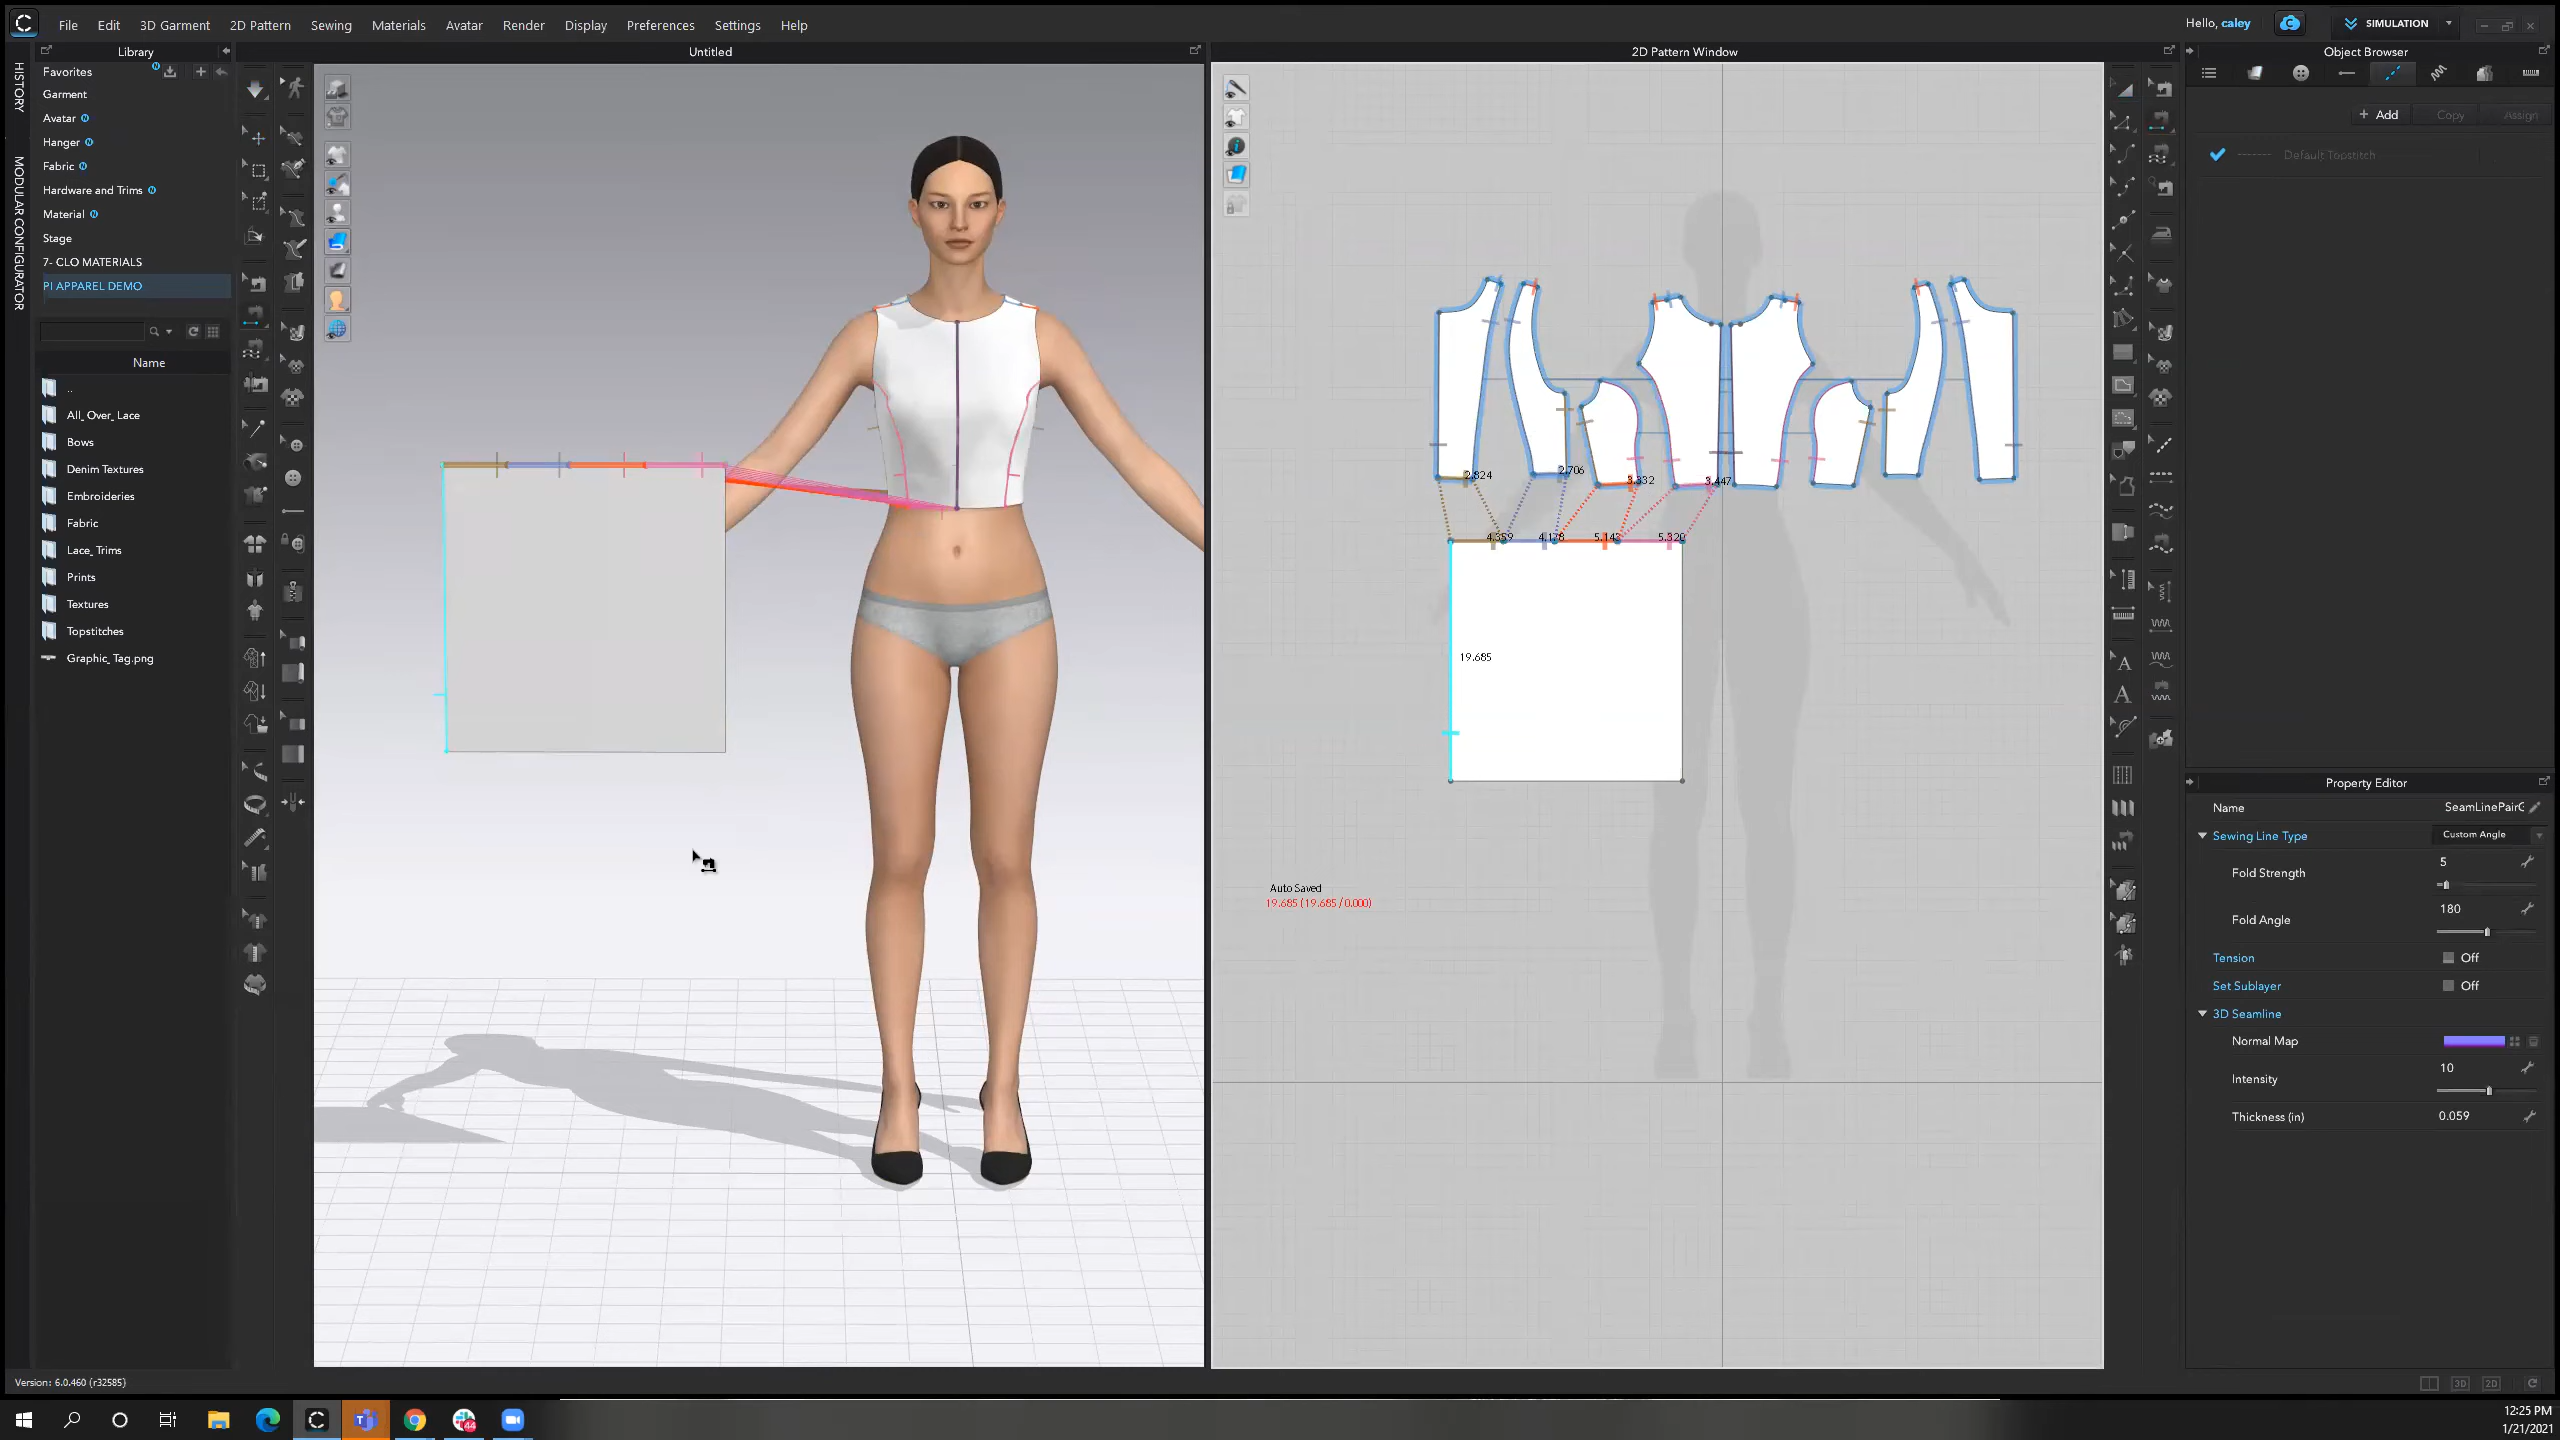 File Edit 3D Garment 2D Pattern Sewing Materials Avatar Render Display Preferences Settings Help
Hello, caley
SIMULATION
HISTORY
MODULAR CONFIGURATOR
Library
Favorites
Garment
Avatar
Hanger
Fabric
Hardware and Trims
Material
Stage
7- CLO MATERIALS
PI APPAREL DEMO
Name
..
All_Over_Lace
Bows
Denim Textures
Embroideries
Fabric
Lace_Trims
Prints
Textures
Topstitches
Graphic_Tag.png
Untitled
2D Pattern Window
2.824
2.706
3.332
3.447
4.359
4.178
5.320
19.685
Auto Saved
19.685 (19.685 / 0.000)
Object Browser
+ Add Copy Assign
Default Topstitch
Property Editor
Name SeamLinePairG
Sewing Line Type Custom Angle
Fold Strength 5
Fold Angle 180
Tension Off
Set Sublayer Off
3D Seamline
Normal Map
Intensity 10
Thickness (in) 0.059
Version: 6.0.460 (r32585)
3D 2D
44
12:25 PM
1/21/2021